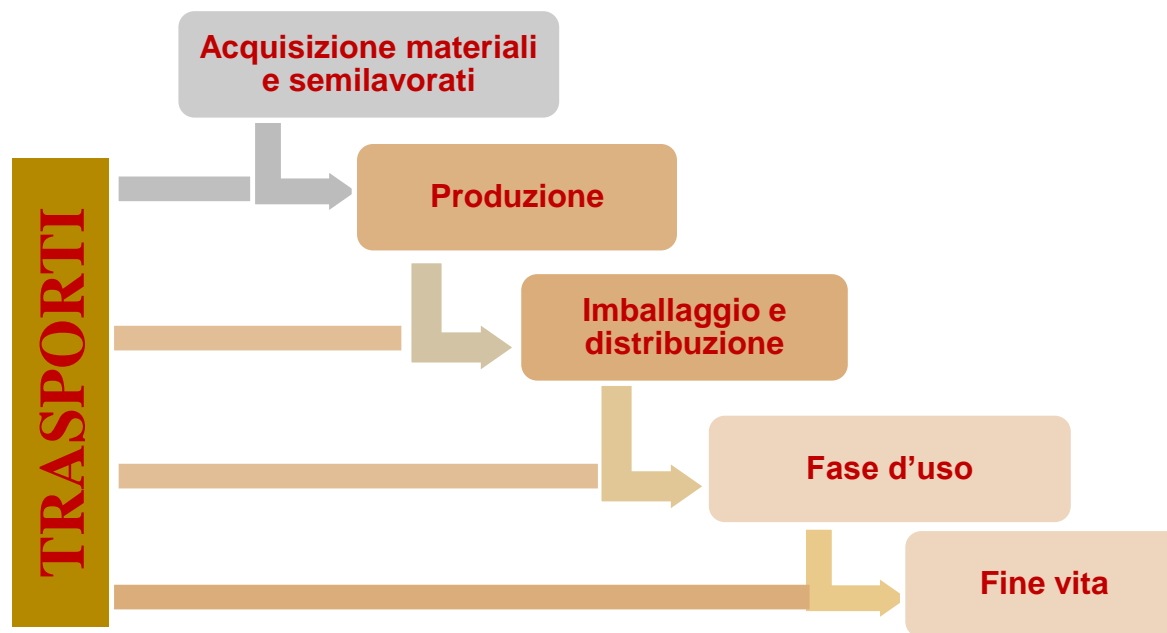 Acquisizione materiali
e semilavorati
TRASPORTI
Produzione
Imballaggio e
distribuzione
Fase d’uso
Fine vita